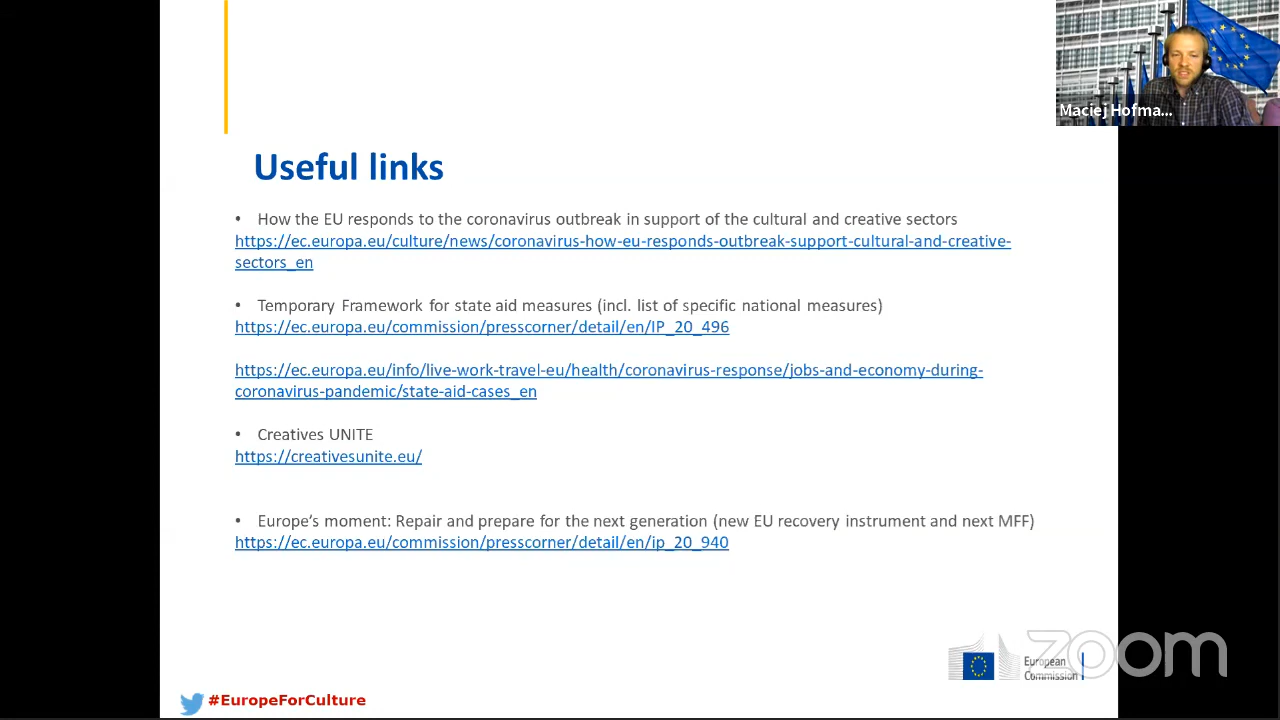 Maciej Hofma...
Useful links
• How the EU responds to the coronavirus outbreak in support of the cultural and creative sectors
https://ec.europa.eu/culture/news/coronavirus-how-eu-responds-outbreak-support-cultural-and-creative-
sectors_en
• Temporary Framework for state aid measures (incl. list of specific national measures)
https://ec.europa.eu/commission/presscorner/detail/en/IP_20_496
https://ec.europa.eu/info/live-work-travel-eu/health/coronavirus-response/jobs-and-economy-during-
coronavirus-pandemic/state-aid-cases_en
• Creatives UNITE
https://creativesunite.eu/
• Europe's moment: Repair and prepare for the next generation (new EU recovery instrument and next MFF)
https://ec.europa.eu/commission/presscorner/detail/en/ip_20_940
European
Commission
zoom
#EuropeForCulture